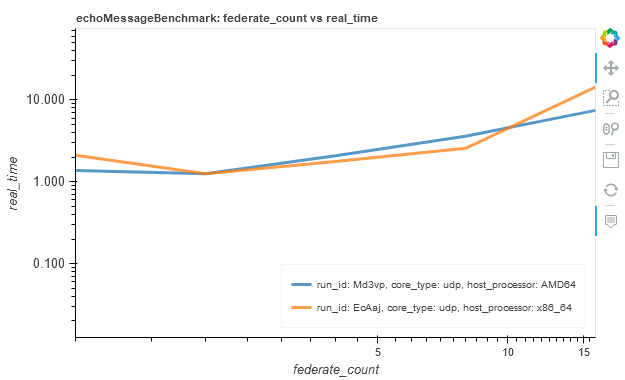 echoMessageBenchmark: federate_count vs real_time
10.000
1.000
0.100
real_time
run_id: Md3vp, core_type: udp, host_processor: AMD64
run_id: EcAaj, core_type: udp, host_processor: x86_64
5
10
15
federate_count